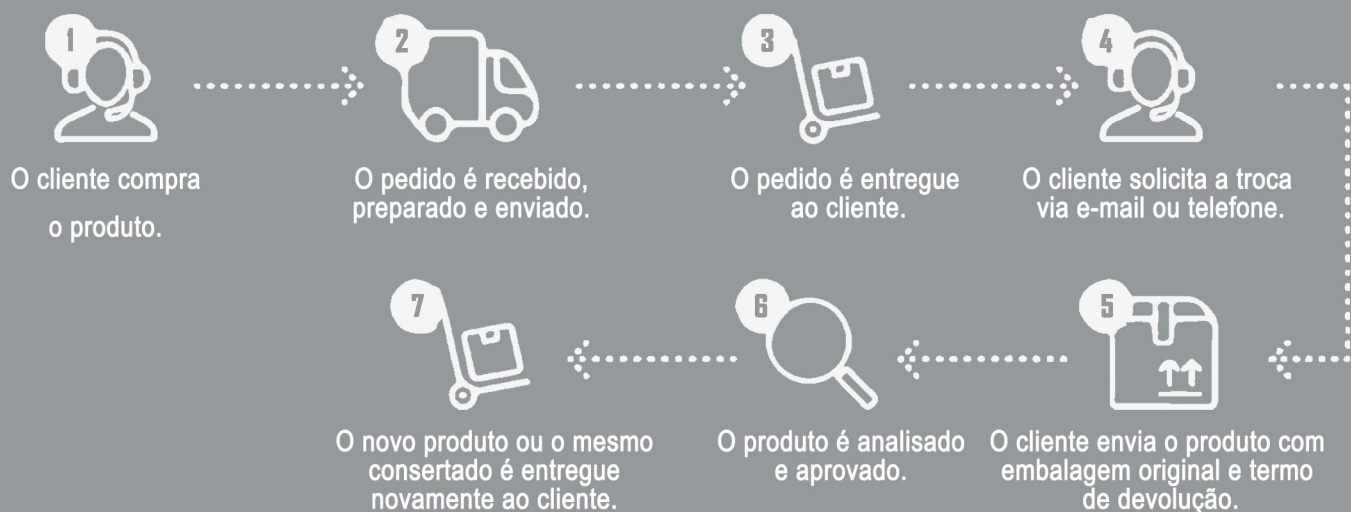 1
O cliente compra
o produto.
2
O pedido é recebido,
preparado e enviado.
3
O pedido é entregue
ao cliente.
4
O cliente solicita a troca
via e-mail ou telefone.
5
O cliente envia o produto com
embalagem original e termo
de devolução.
6
O produto é analisado
e aprovado.
7
O novo produto ou o mesmo
consertado é entregue
novamente ao cliente.